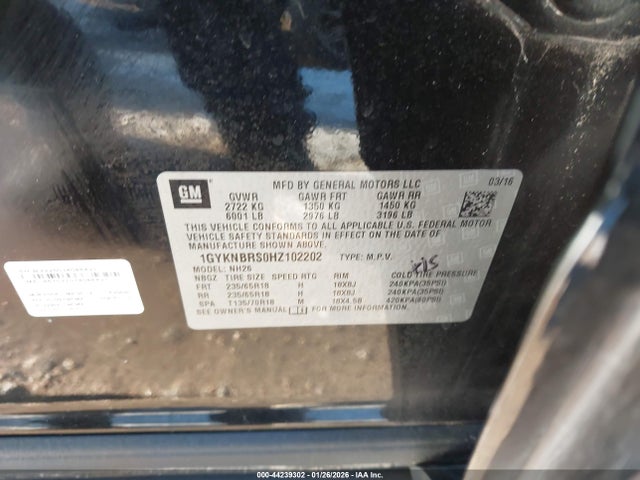 GM
MFD BY GENERAL MOTORS LLC 03/16
GVWR GAWR FRT GAWR RR
2722 KG 1350 KG 1450 KG
6001 LB 2976 LB 3196 LB
THIS VEHICLE CONFORMS TO ALL APPLICABLE U.S. FEDERAL MOTOR
VEHICLE SAFETY STANDARDS IN EFFECT ON THE DATE OF
MANUFACTURE SHOWN ABOVE.
1GYKNBRS0HZ102202 TYPE: M.P.V.
MODEL: NH26
NBGZ TIRE SIZE SPEED RTG RIM COLD TIRE PRESSURE
FRT 235/65R18 H 18X8J 240KPA(35PSI)
RR 235/65R18 H 18X8J 240KPA(35PSI)
SPA T135/70R18 M 18X4.5B 420KPA(60PSI)
SEE OWNER'S MANUAL FOR MORE INFORMATION.
000-44239302 | 01/26/2026 | IAA Inc.